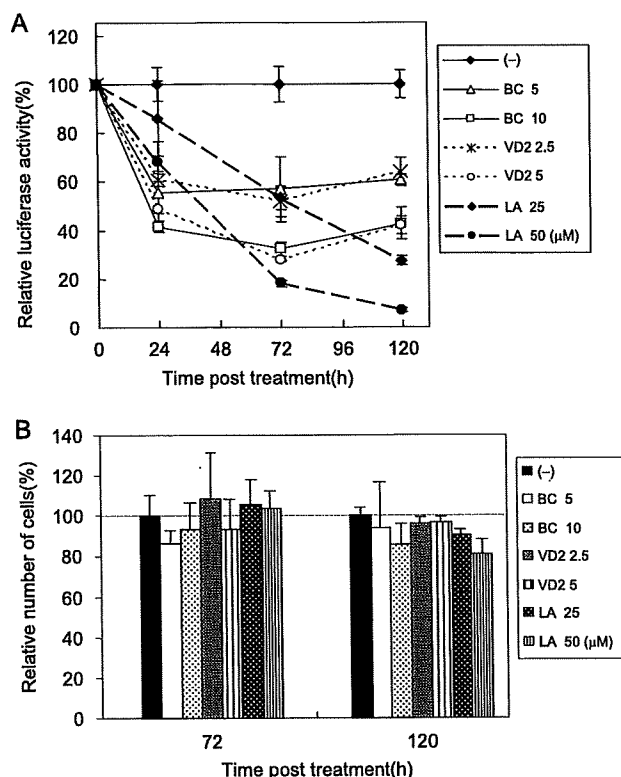 A
120
100
80
60
40
20
0
0 24 48 72 96 120
Relative luciferase activity(%)
Time post treatment(h)
(-)
BC 5
BC 10
VD2 2.5
VD2 5
LA 25
LA 50 (μM)
B
140
120
100
80
60
40
20
0
72 120
Relative number of cells(%)
Time post treatment(h)
(-)
BC 5
BC 10
VD2 2.5
VD2 5
LA 25
LA 50 (μM)